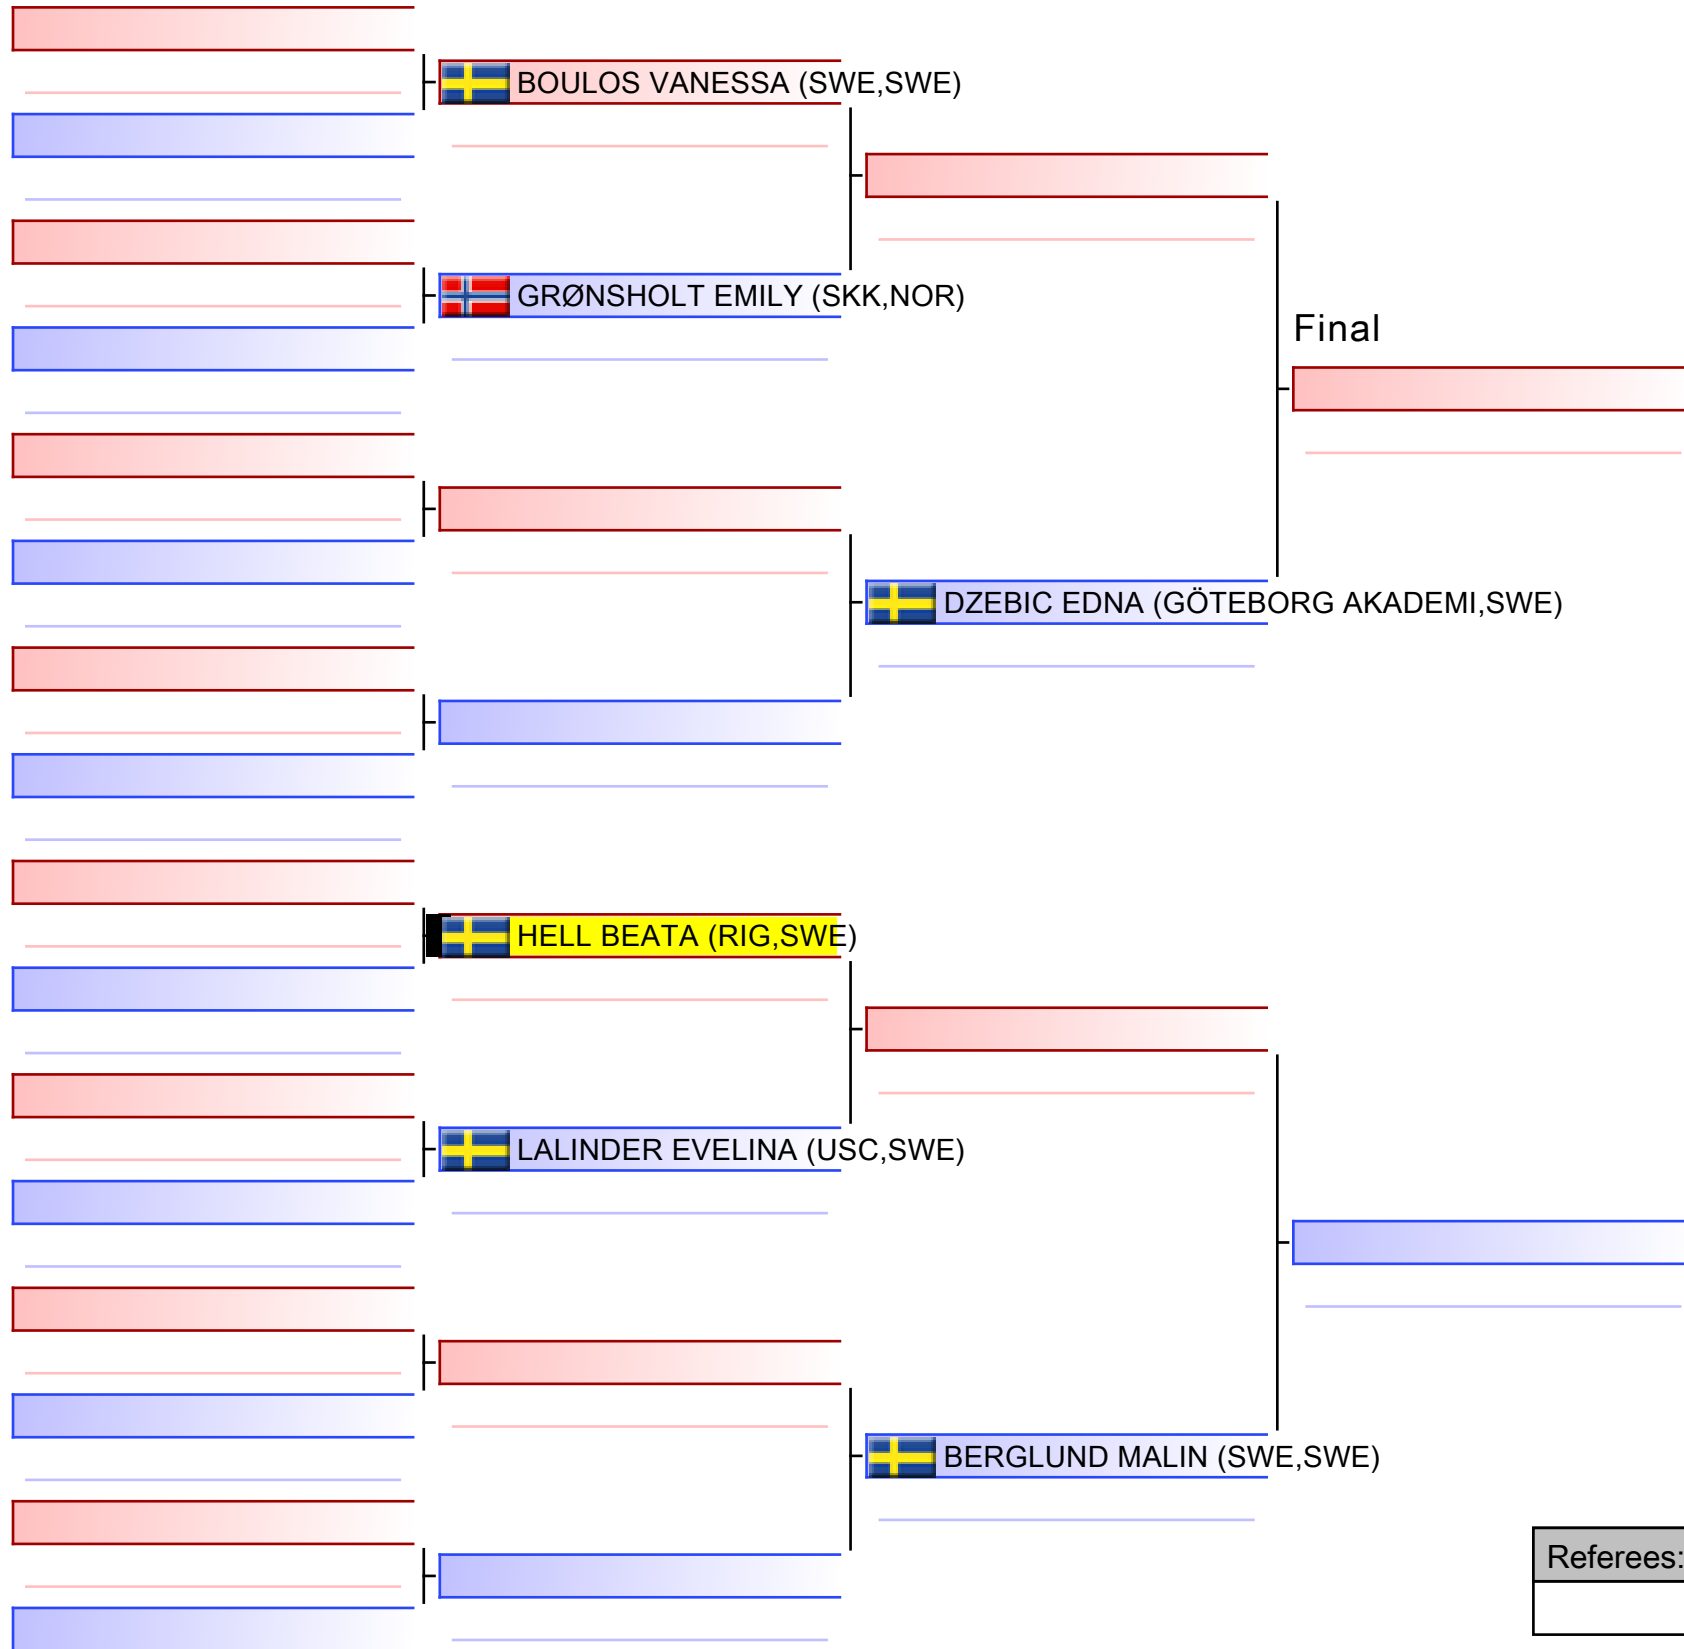 BOULOS VANESSA (SWE,SWE)
GRØNSHOLT EMILY (SKK,NOR)
Final
DZEBIC EDNA (GÖTEBORG AKADEMI,SWE)
HELL BEATA (RIG,SWE)
LALINDER EVELINA (USC,SWE)
BERGLUND MALIN (SWE,SWE)
Referees: